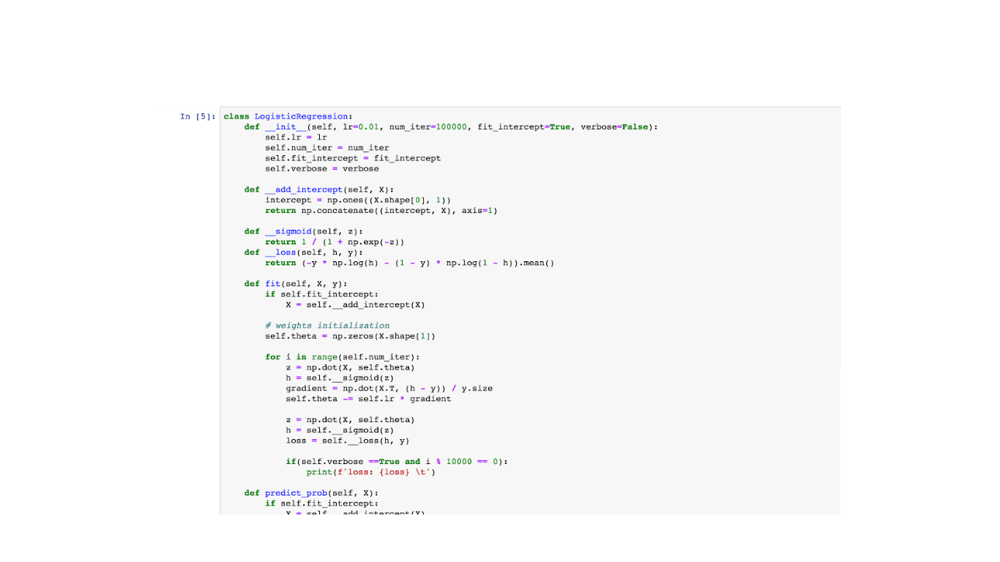 In [5]: class LogisticRegression:
    def __init__(self, lr=0.01, num_iter=100000, fit_intercept=True, verbose=False):
        self.lr = lr
        self.num_iter = num_iter
        self.fit_intercept = fit_intercept
        self.verbose = verbose

    def __add_intercept(self, X):
        intercept = np.ones((X.shape[0], 1))
        return np.concatenate((intercept, X), axis=1)

    def __sigmoid(self, z):
        return 1 / (1 + np.exp(-z))
    def __loss(self, h, y):
        return (-y * np.log(h) - (1 - y) * np.log(1 - h)).mean()

    def fit(self, X, y):
        if self.fit_intercept:
            X = self.__add_intercept(X)

        # weights initialization
        self.theta = np.zeros(X.shape[1])

        for i in range(self.num_iter):
            z = np.dot(X, self.theta)
            h = self.__sigmoid(z)
            gradient = np.dot(X.T, (h - y)) / y.size
            self.theta -= self.lr * gradient

            z = np.dot(X, self.theta)
            h = self.__sigmoid(z)
            loss = self.__loss(h, y)

            if(self.verbose ==True and i % 10000 == 0):
                print(f'loss: {loss} \t')

    def predict_prob(self, X):
        if self.fit_intercept:
            X = self.__add_intercept(X)